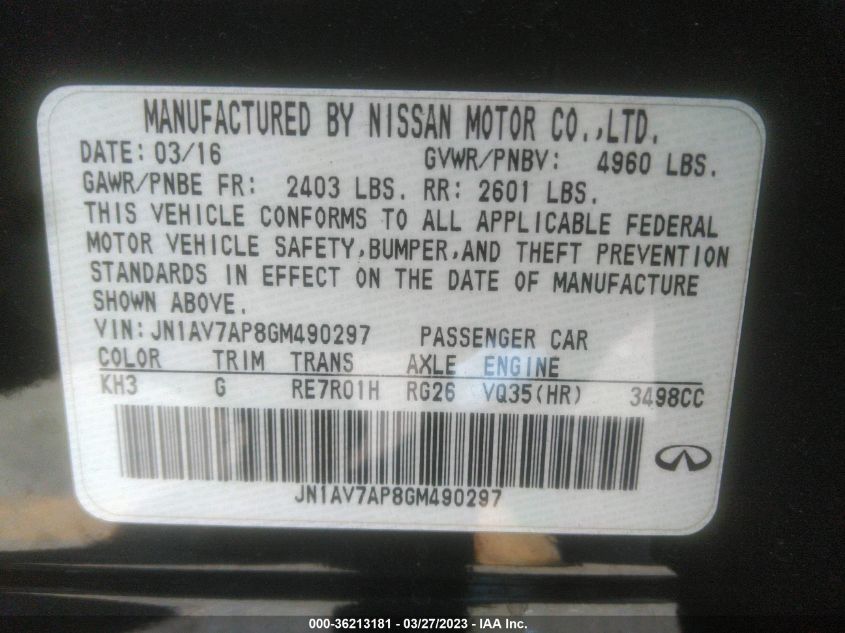 MANUFACTURED BY NISSAN MOTOR CO.,LTD.
DATE: 03/16 GVWR/PNBV: 4960 LBS.
GAWR/PNBE FR: 2403 LBS. RR: 2601 LBS.
THIS VEHICLE CONFORMS TO ALL APPLICABLE FEDERAL
MOTOR VEHICLE SAFETY,BUMPER,AND THEFT PREVENTION
STANDARDS IN EFFECT ON THE DATE OF MANUFACTURE
SHOWN ABOVE.
VIN:JN1AV7AP8GM490297 PASSENGER CAR
COLOR TRIM TRANS AXLE ENGINE
KH3 G RE7R01H RG26 VQ35(HR) 3498CC
JN1AV7AP8GM490297
000-36213181 - 03/27/2023 - IAA Inc.